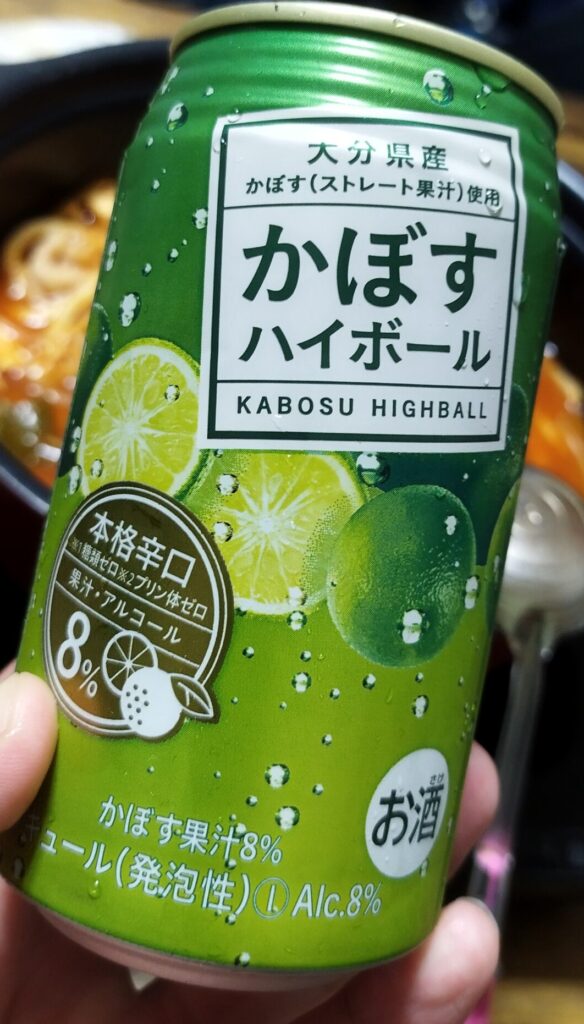 大分県産
かぼす(ストレート果汁)使用
かぼす
ハイボール
KABOSU HIGHBALL
本格辛口
※1糖類ゼロ※2プリン体ゼロ
果汁・アルコール
8%
さけ
お酒
かぼす果汁8%
キュール(発泡性)① Alc.8%